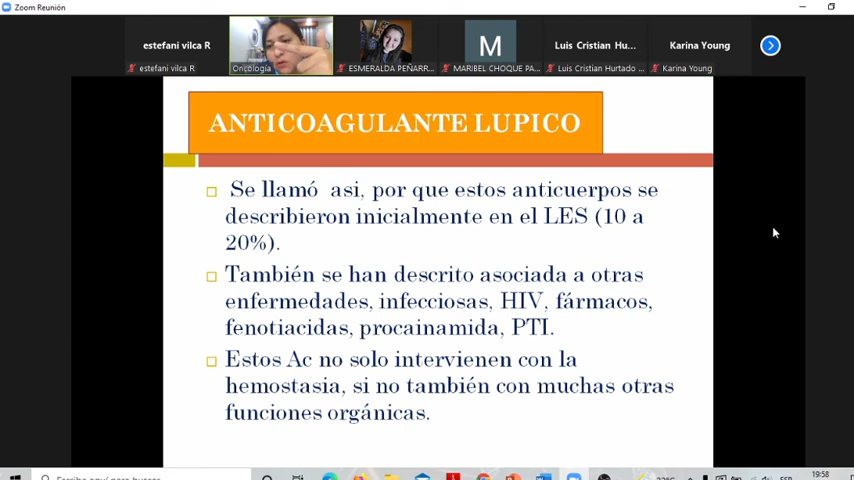 Zoom Reunión
estefani vilca R
M
Luis Cristian Hu...
Karina Young
estefani vilca R
Oncología
ESMERALDA PEÑARR...
MARIBEL CHOQUE PA...
Luis Cristian Hurtado ...
Karina Young
ANTICOAGULANTE LUPICO
Se llamó asi, por que estos anticuerpos se
describieron inicialmente en el LES (10 a
20%).
También se han descrito asociada a otras
enfermedades, infecciosas, HIV, fármacos,
fenotiacidas, procainamida, PTI.
Estos Ac no solo intervienen con la
hemostasia, si no también con muchas otras
funciones orgánicas.
19:58